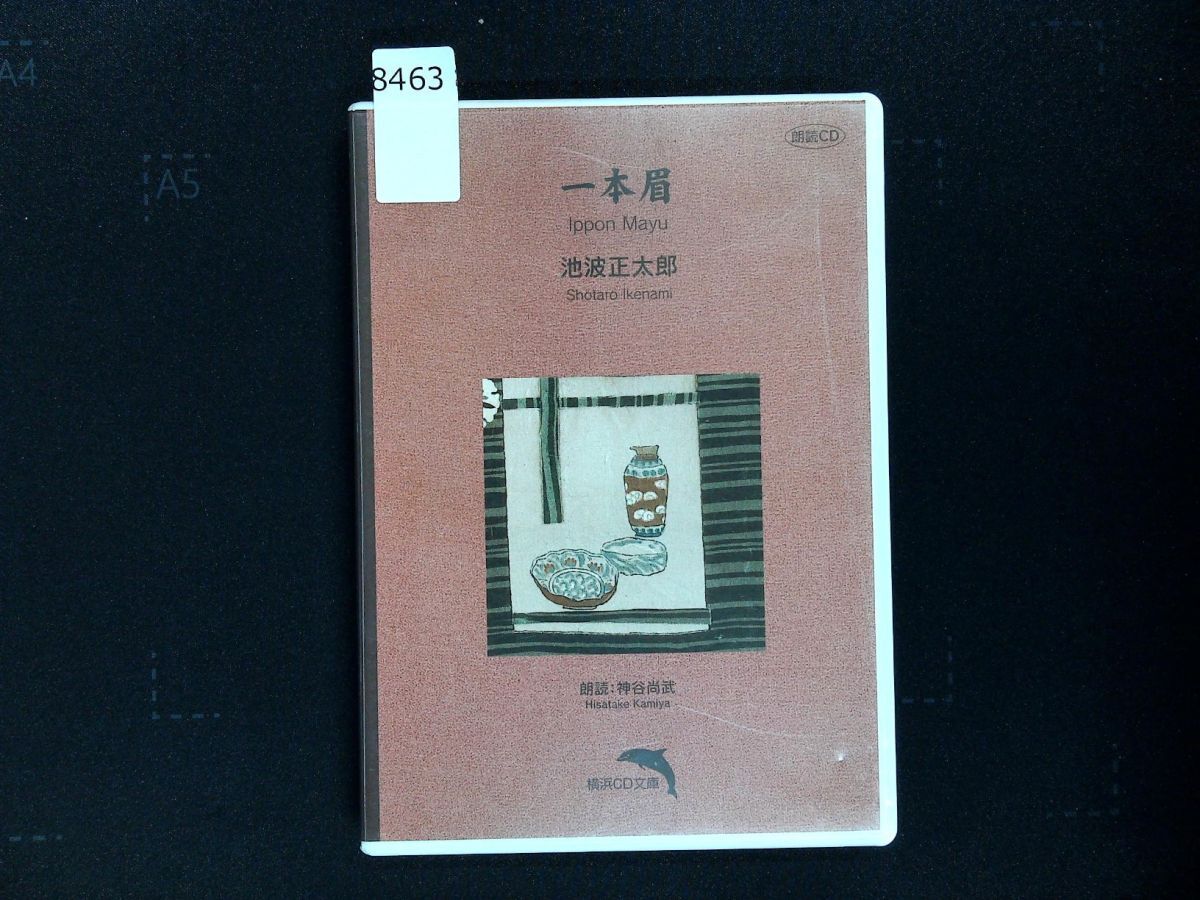 A4
8463
朗読CD
A5
一本眉
Ippon Mayu
池波正太郎
Shotaro Ikenami
朗読:神谷尚武
Hisatake Kamiya
横浜CD文庫